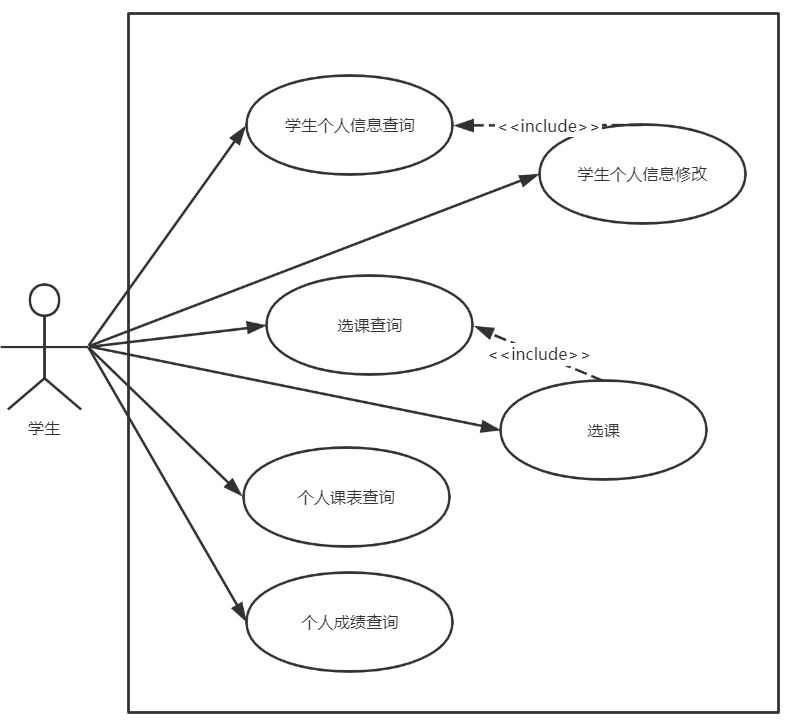 学生个人信息查询
<<include>>
学生个人信息修改
选课查询
<<include>>
学生
选课
个人课表查询
个人成绩查询